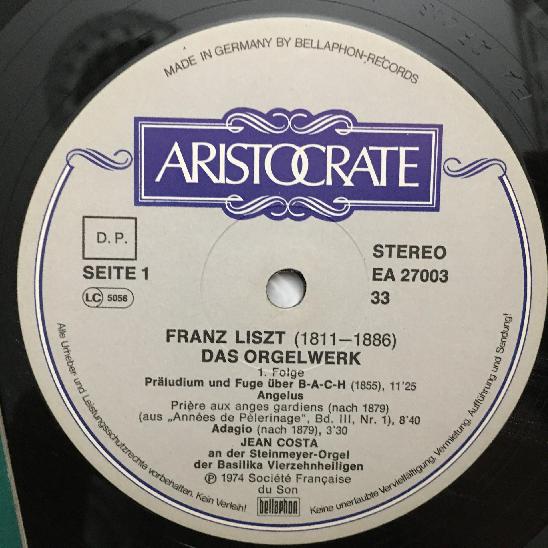 MADE IN GERMANY BY BELLAPHON-RECORDS
ARISTOCRATE
D. P.
SEITE 1
LC 5056
STEREO
EA 27003
33
FRANZ LISZT (1811—1886)
DAS ORGELWERK
1. Folge
Präludium und Fuge über B-A-C-H (1855), 11'25
Angelus
Prière aux anges gardiens (nach 1879)
(aus „Années de Pèlerinage", Bd. III, Nr. 1), 8'40
Adagio (nach 1879), 3'30
JEAN COSTA
an der Steinmeyer-Orgel
der Basilika Vierzehnheiligen
Ⓟ 1974 Société Française
du Son
bellaphon
Alle Urheber und Leistungsschutzrechte vorbehalten. Kein Verleih! Keine unerlaubte Vervielfältigung, Vermietung, Aufführung und Sendung!